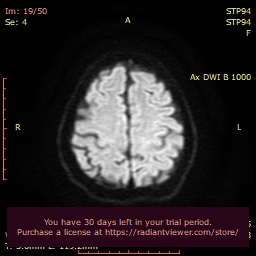 Im: 19/50
STP94
Se: 4
STP94
F
A
Ax DWI B 1000
R
L
You have 30 days left in your trial period.
Purchase a license at https://radiantviewer.com/store/